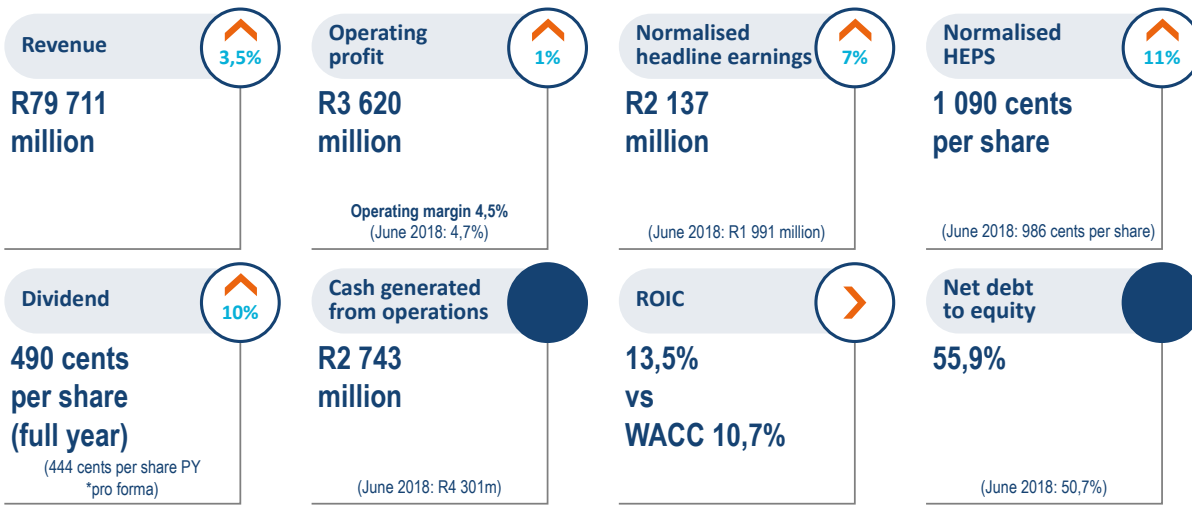 Revenue
3,5%
R79 711
million
Operating
profit
1%
R3 620
million
Operating margin 4,5%
(June 2018: 4,7%)
Normalised
headline earnings
7%
R2 137
million
(June 2018: R1 991 million)
Normalised
HEPS
11%
1 090 cents
per share
(June 2018: 986 cents per share)
Dividend
10%
490 cents
per share
(full year)
(444 cents per share PY
*pro forma)
Cash generated
from operations
R2 743
million
(June 2018: R4 301m)
ROIC
13,5%
vs
WACC 10,7%
Net debt
to equity
55,9%
(June 2018: 50,7%)